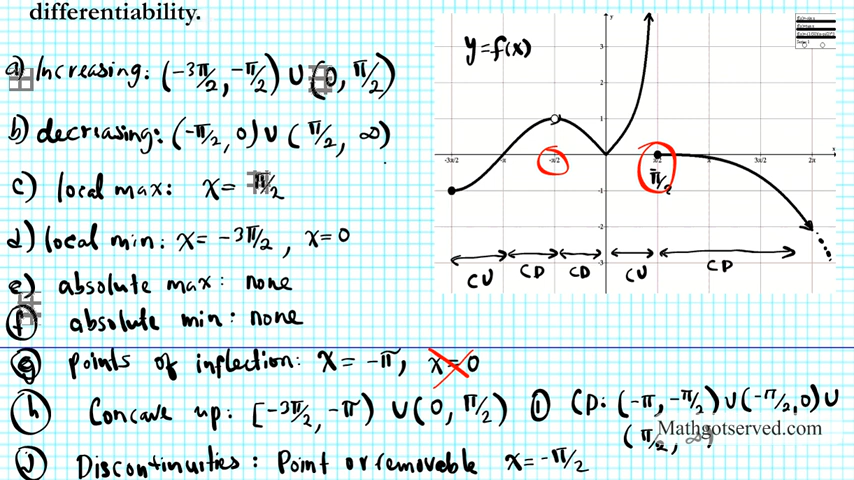 differentiability.
a) Increasing: (-3π/2, -π/2) ∪ (0, π/2)
b) decriasing: (-π/2, 0) ∪ (π/2, ∞)
c) local max: x = π/2
d) local min: x = -3π/2, x=0
e) absolute max: none
f) absolute min: none
g) points of inflection: x = -π, x=0
h) Concave up: [-3π/2, -π) ∪ (0, π/2) ① CD: (-π, -π/2) ∪ (-π/2, 0) ∪
(π/2, ∞)
Mathgotserved.com
j) Discontinuities: Point or removable x = -π/2
y = f(x)
y
3
2
1
-3π/2 -π -π/2 π/2 π 3π/2 2π x
π/2
-1
-2
-3
CU CD CD CU CD